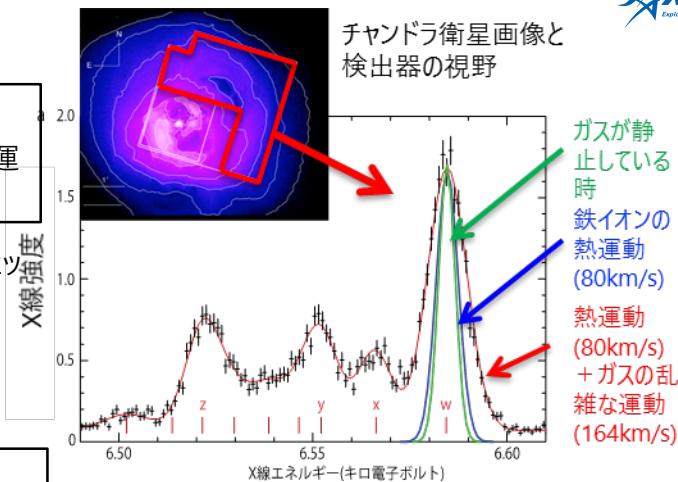 チャンドラ衛星画像と
検出器の視野
N
E
a
2.0
1.5
1.0
0.5
0
X線強度
運
ッ
z
y
x
w
6.50
6.55
6.60
X線エネルギー(キロ電子ボルト)
ガスが静
止している
時
鉄イオンの
熱運動
(80km/s)
熱運動
(80km/s)
＋ガスの乱
雑な運動
(164km/s)